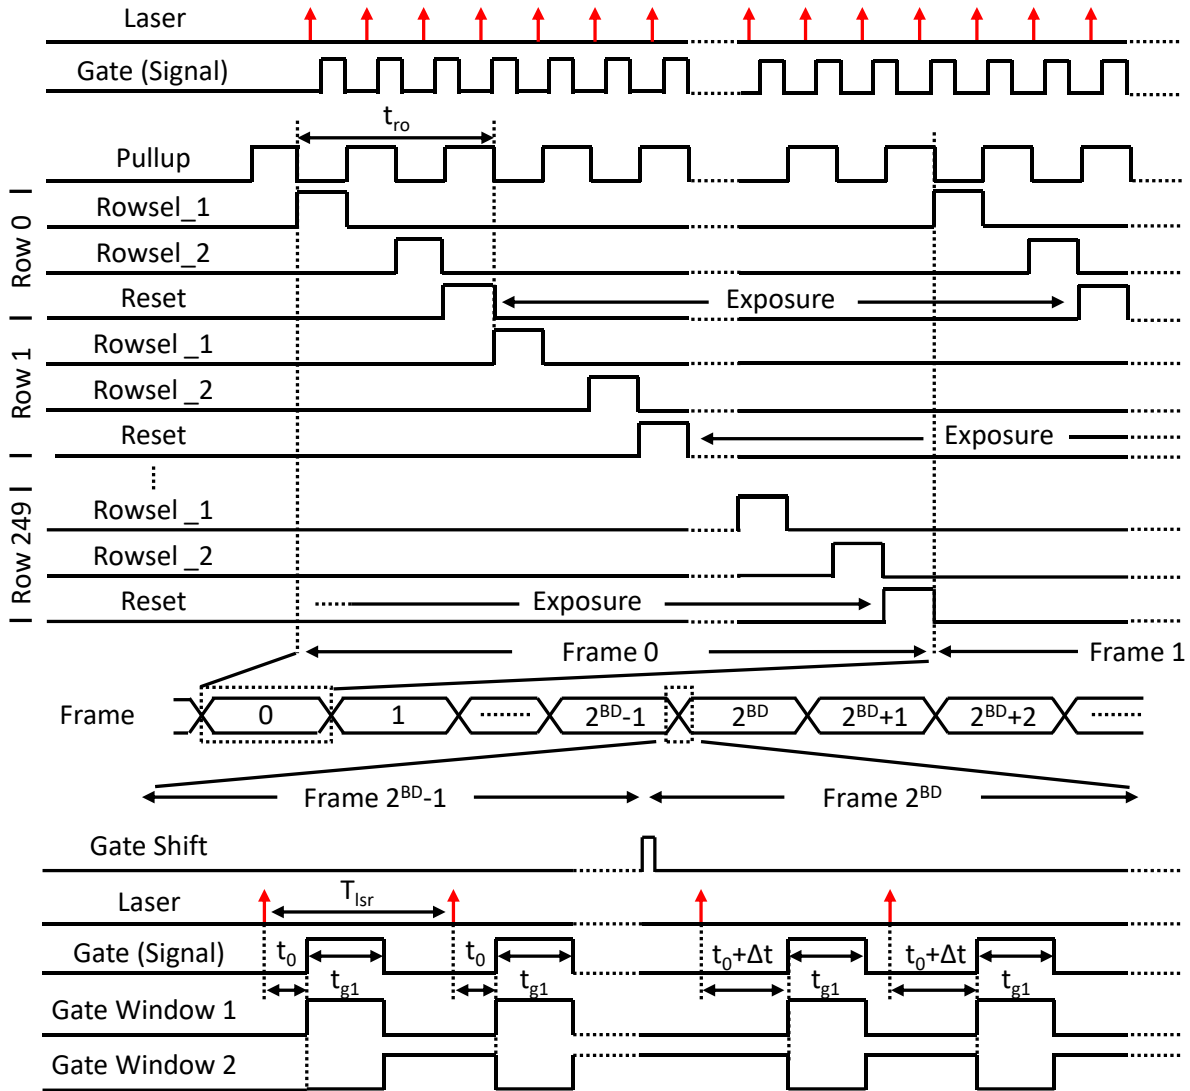 Laser
Gate (Signal)
t_ro
Pullup
Row 0
Rowsel_1
Rowsel_2
Reset
Exposure
Row 1
Rowsel _1
Rowsel _2
Reset
Exposure
Row 249
Rowsel _1
Rowsel _2
Reset
Exposure
Frame 0
Frame 1
Frame
0 1 ........ 2^BD-1 2^BD 2^BD+1 2^BD+2 ........
Frame 2^BD-1
Frame 2^BD
Gate Shift
Laser
T_lsr
Gate (Signal)
t_0 t_0 t_0+Δt t_0+Δt
t_g1 t_g1 t_g1 t_g1
Gate Window 1
Gate Window 2